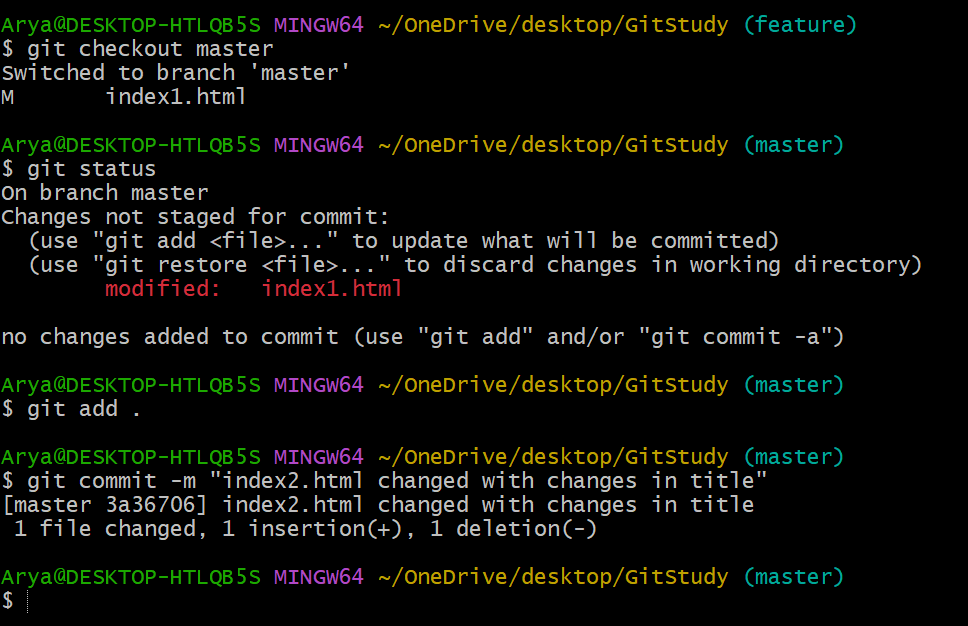 Arya@DESKTOP-HTLQB5S MINGW64 ~/OneDrive/desktop/GitStudy (feature)
$ git checkout master
Switched to branch 'master'
M       index1.html

Arya@DESKTOP-HTLQB5S MINGW64 ~/OneDrive/desktop/GitStudy (master)
$ git status
On branch master
Changes not staged for commit:
  (use "git add <file>..." to update what will be committed)
  (use "git restore <file>..." to discard changes in working directory)
        modified:   index1.html

no changes added to commit (use "git add" and/or "git commit -a")

Arya@DESKTOP-HTLQB5S MINGW64 ~/OneDrive/desktop/GitStudy (master)
$ git add .

Arya@DESKTOP-HTLQB5S MINGW64 ~/OneDrive/desktop/GitStudy (master)
$ git commit -m "index2.html changed with changes in title"
[master 3a36706] index2.html changed with changes in title
 1 file changed, 1 insertion(+), 1 deletion(-)

Arya@DESKTOP-HTLQB5S MINGW64 ~/OneDrive/desktop/GitStudy (master)
$